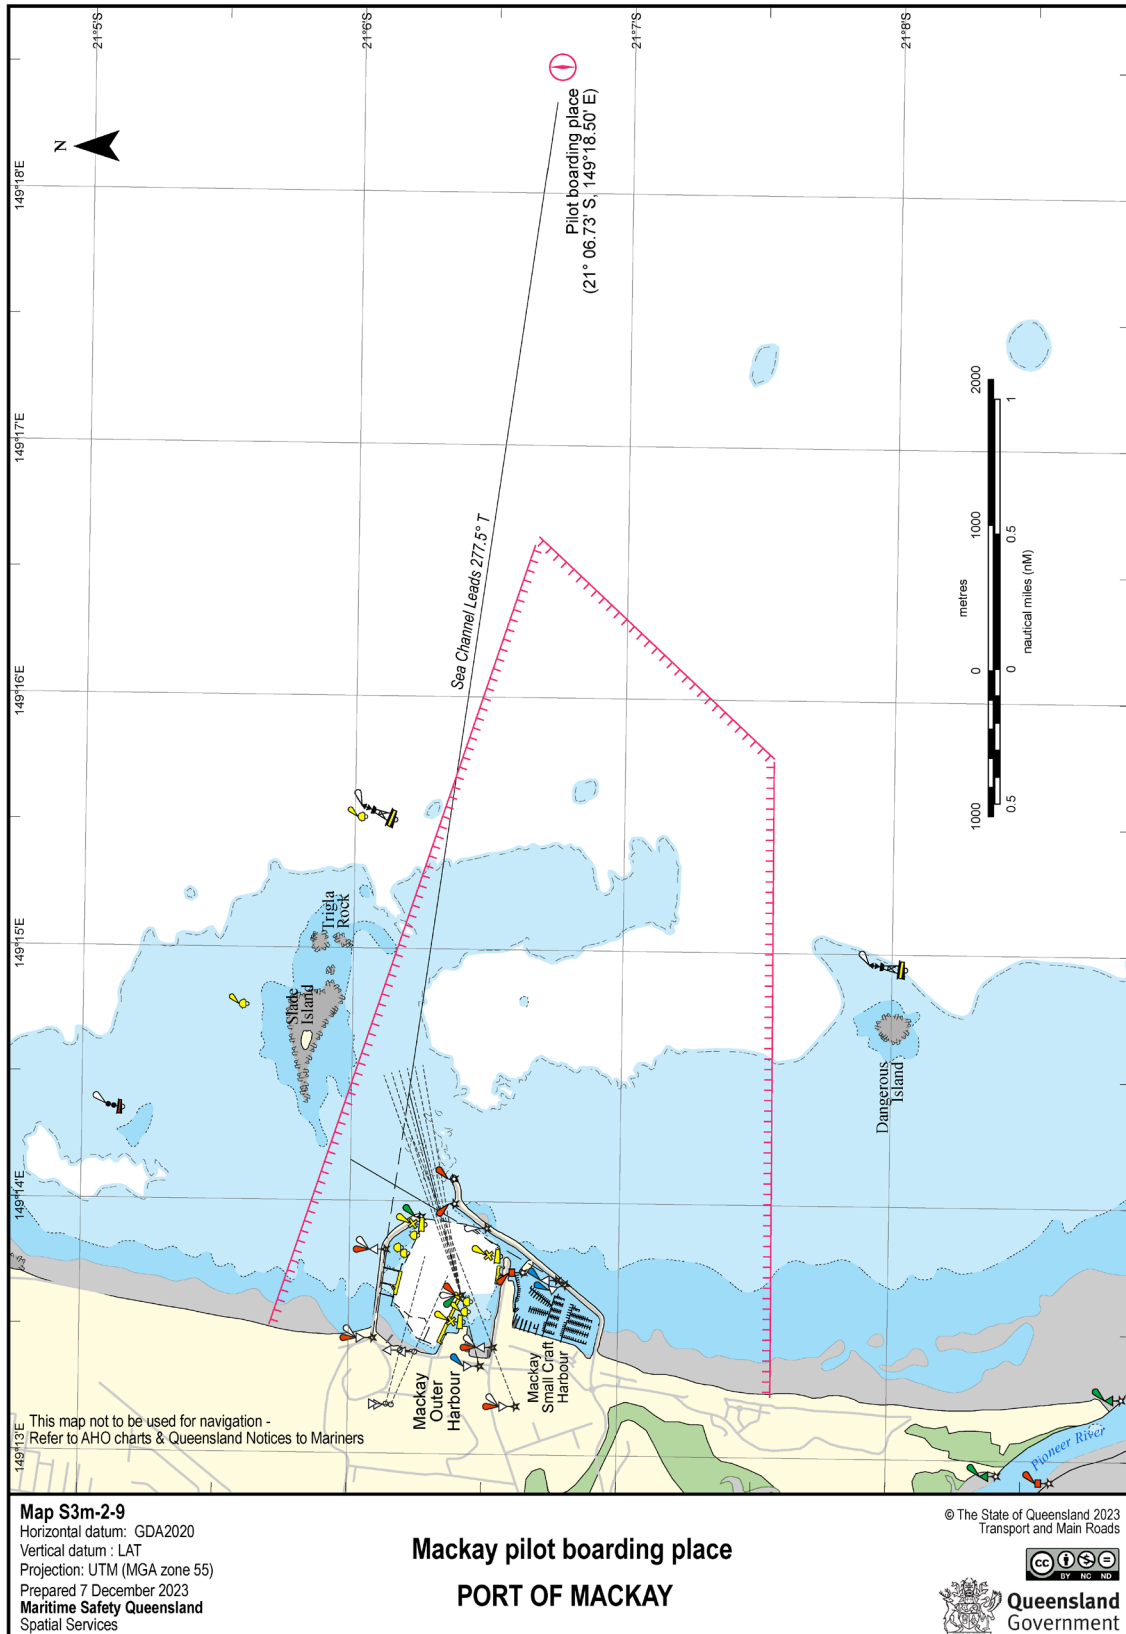 21°5'S
21°6'S
21°7'S
21°8'S
N
149°18'E
149°17'E
149°16'E
149°15'E
149°14'E
149°13'E
Pilot boarding place
(21° 06.73' S, 149°18.50' E)
Sea Channel Leads 277.5° T
metres
1000
0
1000
2000
0.5
0
0.5
1
nautical miles (nM)
Trigla
Rock
Slade
Island
Dangerous
Island
Mackay
Outer
Harbour
Mackay
Small Craft
Harbour
Pioneer River
This map not to be used for navigation -
Refer to AHO charts & Queensland Notices to Mariners
Map S3m-2-9
Horizontal datum: GDA2020
Vertical datum : LAT
Projection: UTM (MGA zone 55)
Prepared 7 December 2023
Maritime Safety Queensland
Spatial Services
Mackay pilot boarding place
PORT OF MACKAY
© The State of Queensland 2023
Transport and Main Roads
cc
BY NC ND
Queensland
Government